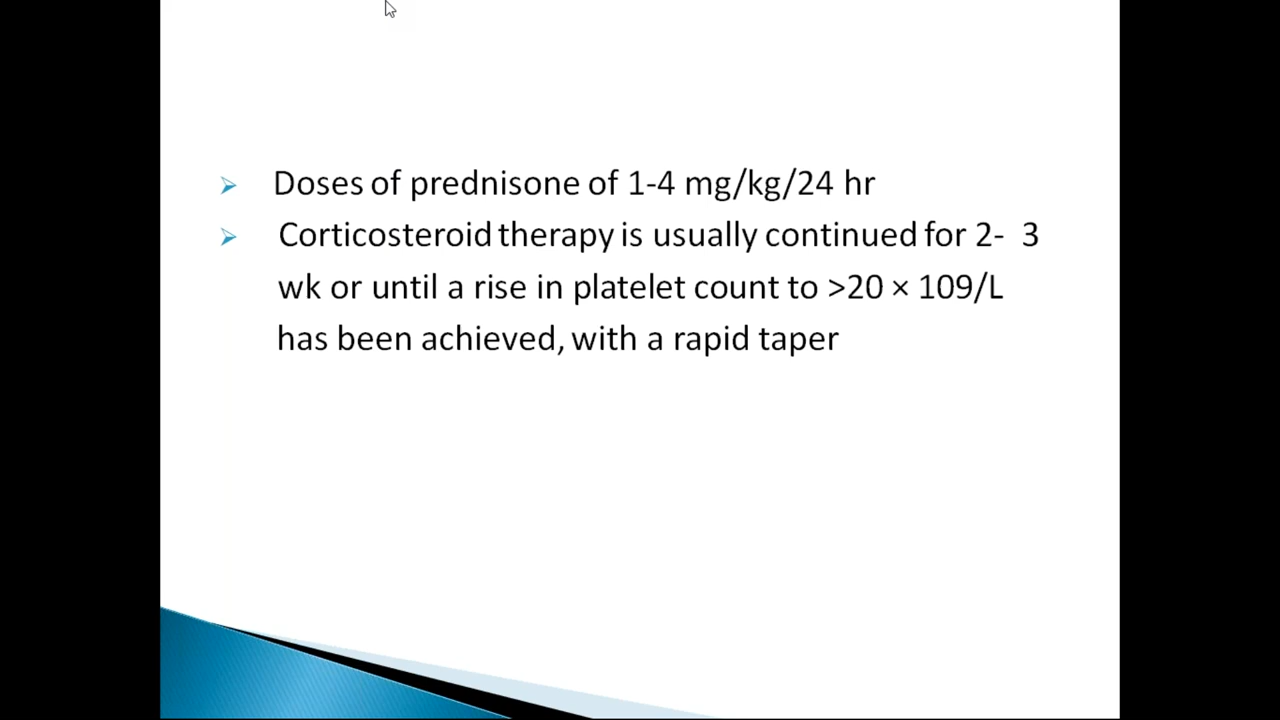 Doses of prednisone of 1-4 mg/kg/24 hr
Corticosteroid therapy is usually continued for 2- 3
wk or until a rise in platelet count to >20 × 109/L
has been achieved, with a rapid taper